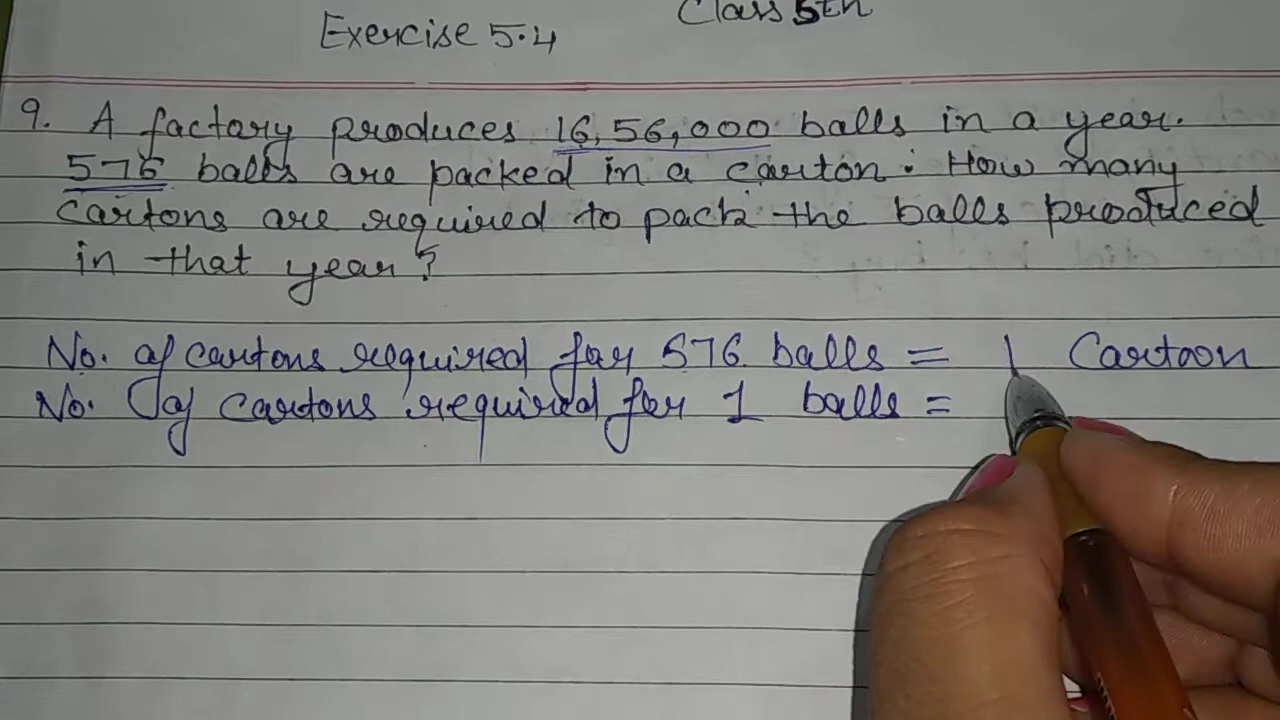 Class 5th
Exercise 5.4
9. A factory produces 16,56,000 balls in a year.
576 balls are packed in a carton. How many
cartons are required to pack the balls produced
in that year?
No. of cartons required for 576 balls = 1 Cartoon
No. of cartons required for 1 balls =